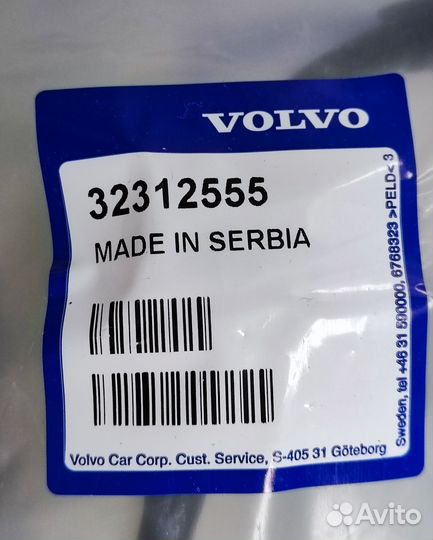 VOLVO
32312555
MADE IN SERBIA
Volvo Car Corp. Cust. Service, S-405 31 Göteborg
Sweden, tel +46 31 590000, 6768323 >PELD< 3
Avito